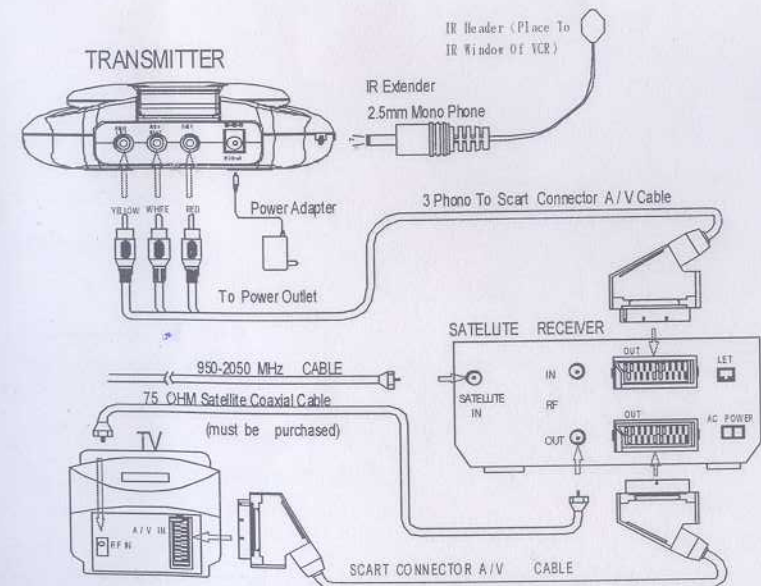 IR Header (Place To
IR Window Of VCR)
TRANSMITTER
IR Extender
2.5mm Mono Phone
YELLOW WHITE RED
Power Adapter
3 Phono To Scart Connector A/V Cable
To Power Outlet
SATELLITE RECEIVER
OUT
LET
950-2050 MHz CABLE
IN
SATELLITE
IN
RF
75 OHM Satellite Coaxial Cable
OUT
AC POWER
(must be purchased)
OUT
TV
A/V IN
RF IN
SCART CONNECTOR A/V CABLE